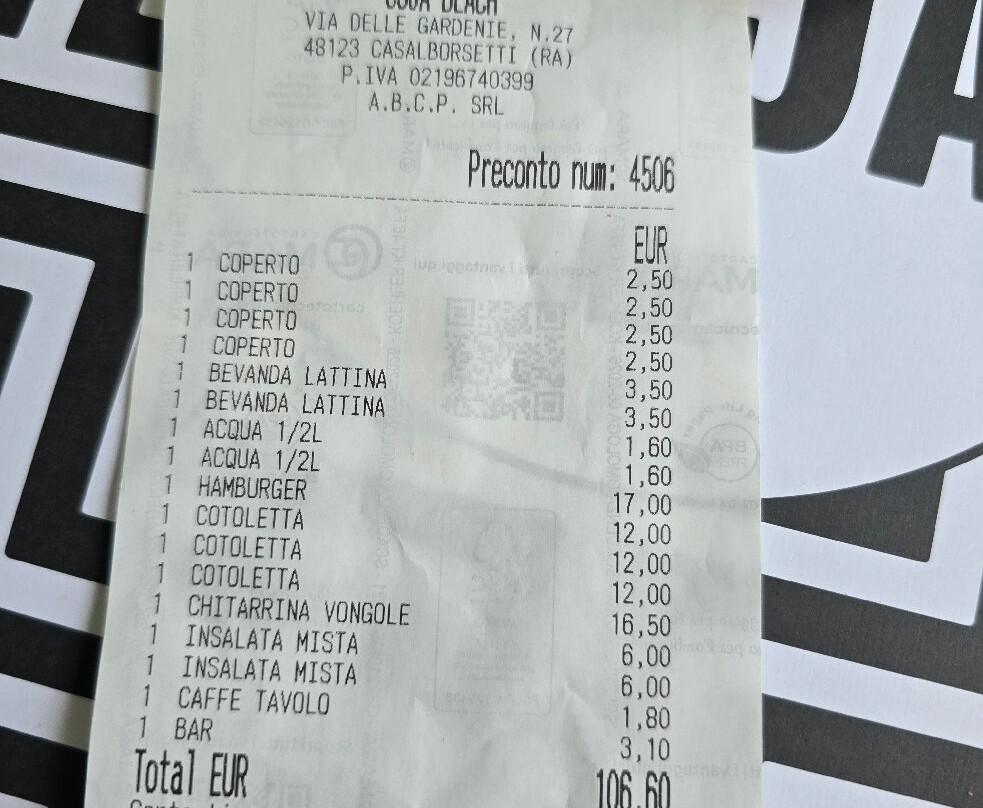 BEACH
VIA DELLE GARDENIE, N.27
48123 CASALBORSETTI (RA)
P.IVA 02196740399
A.B.C.P. SRL
Preconto num: 4506
EUR
1 COPERTO 2,50
1 COPERTO 2,50
1 COPERTO 2,50
1 COPERTO 2,50
1 BEVANDA LATTINA 3,50
1 BEVANDA LATTINA 3,50
1 ACQUA 1/2L 1,60
1 ACQUA 1/2L 1,60
1 HAMBURGER 17,00
1 COTOLETTA 12,00
1 COTOLETTA 12,00
1 COTOLETTA 12,00
1 CHITARRINA VONGOLE 16,50
1 INSALATA MISTA 6,00
1 INSALATA MISTA 6,00
1 CAFFE TAVOLO 1,80
1 BAR 3,10
Total EUR 106,60